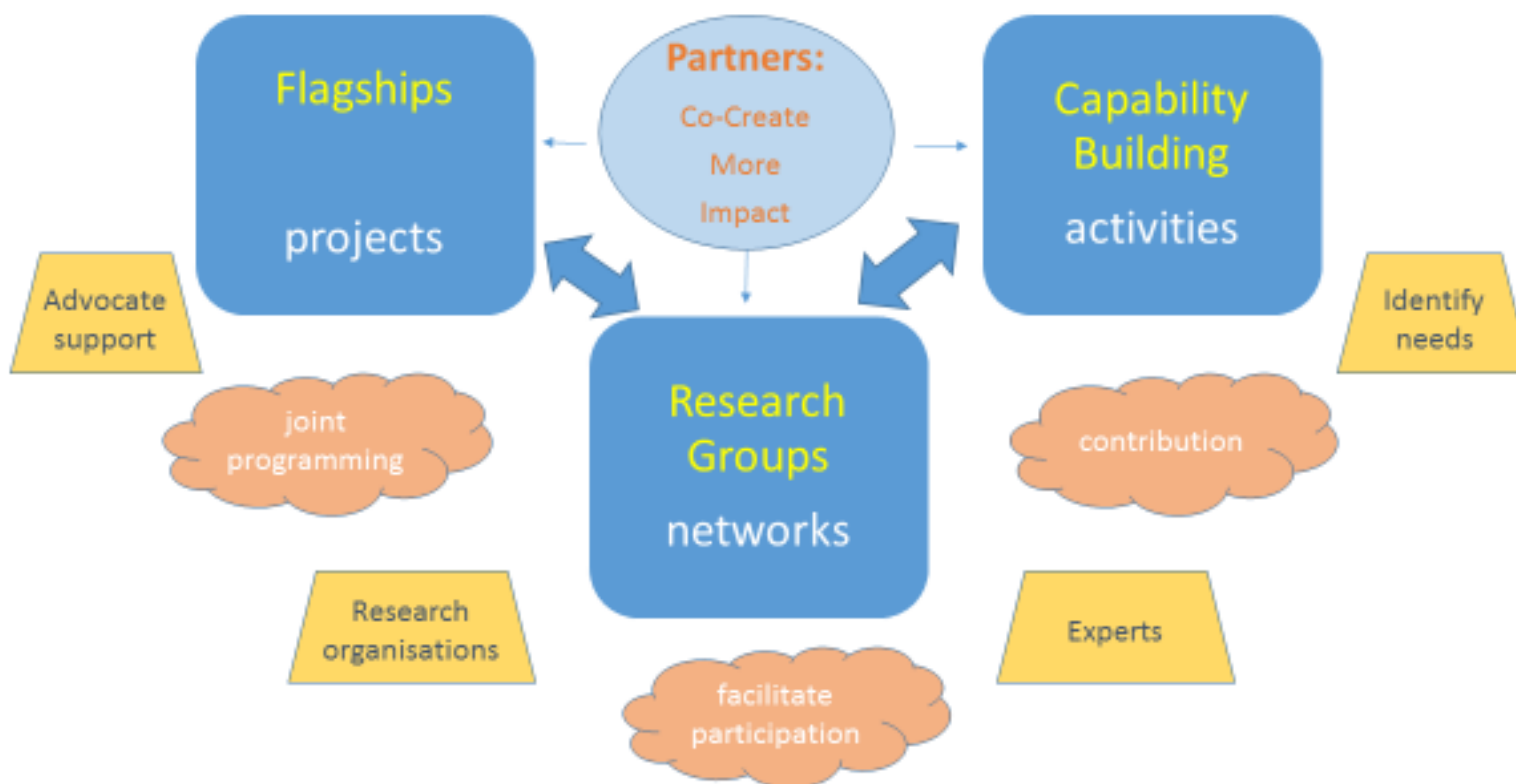 Flagships
projects
Partners:
Co-Create
More
Impact
Capability
Building
activities
Advocate
support
Identify
needs
joint
programming
Research
Groups
networks
contribution
Research
organisations
Experts
facilitate
participation